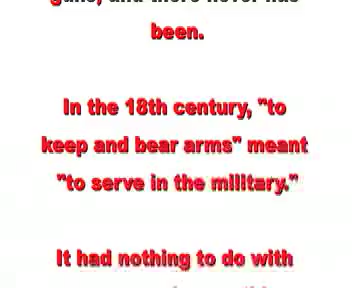 guns, and there never has
been.
In the 18th century, "to
keep and bear arms" meant
"to serve in the military."
It had nothing to do with